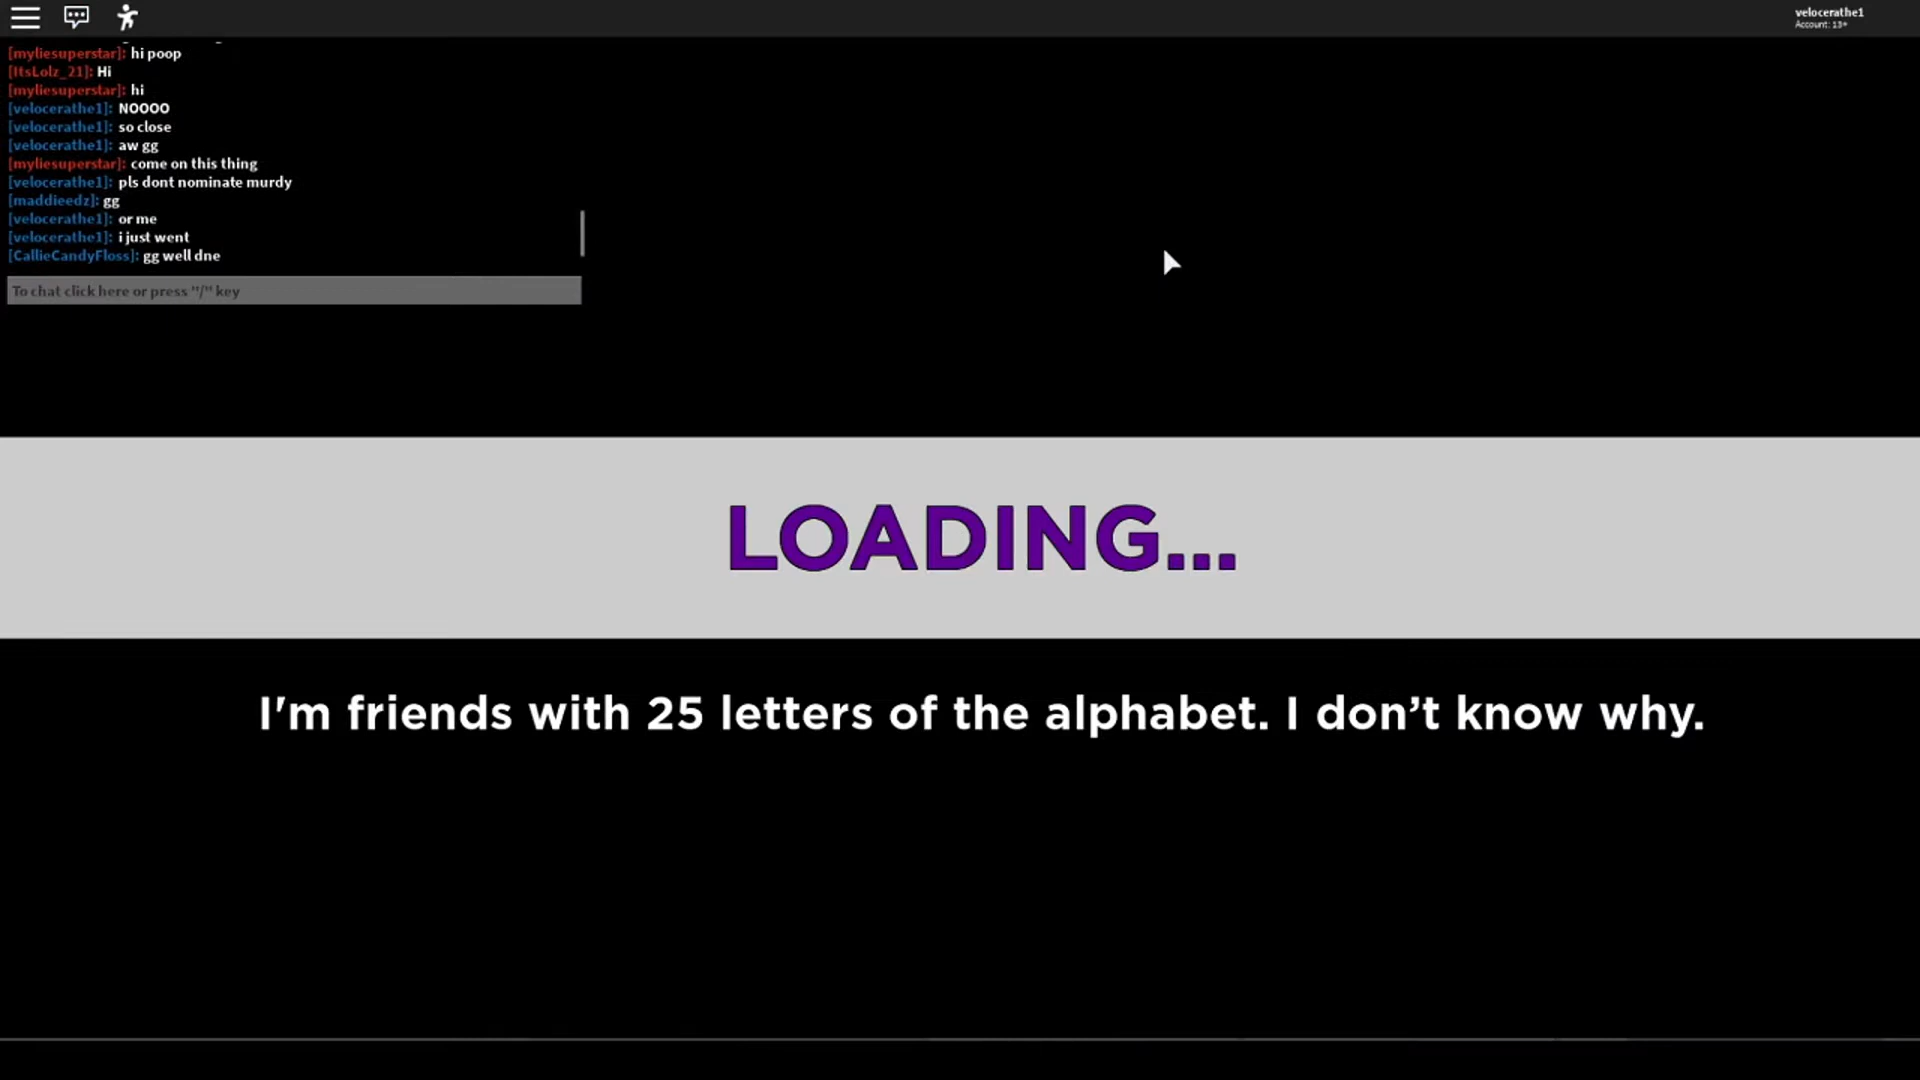 velocerathe1
Account: 13+
[myliesuperstar]: hi poop
[ItsLolz_21]: Hi
[myliesuperstar]: hi
[velocerathe1]: NOOOO
[velocerathe1]: so close
[velocerathe1]: aw gg
[myliesuperstar]: come on this thing
[velocerathe1]: pls dont nominate murdy
[maddieedz]: gg
[velocerathe1]: or me
[velocerathe1]: i just went
[CallieCandyFloss]: gg well dne
To chat click here or press "/" key
LOADING...
I'm friends with 25 letters of the alphabet. I don’t know why.